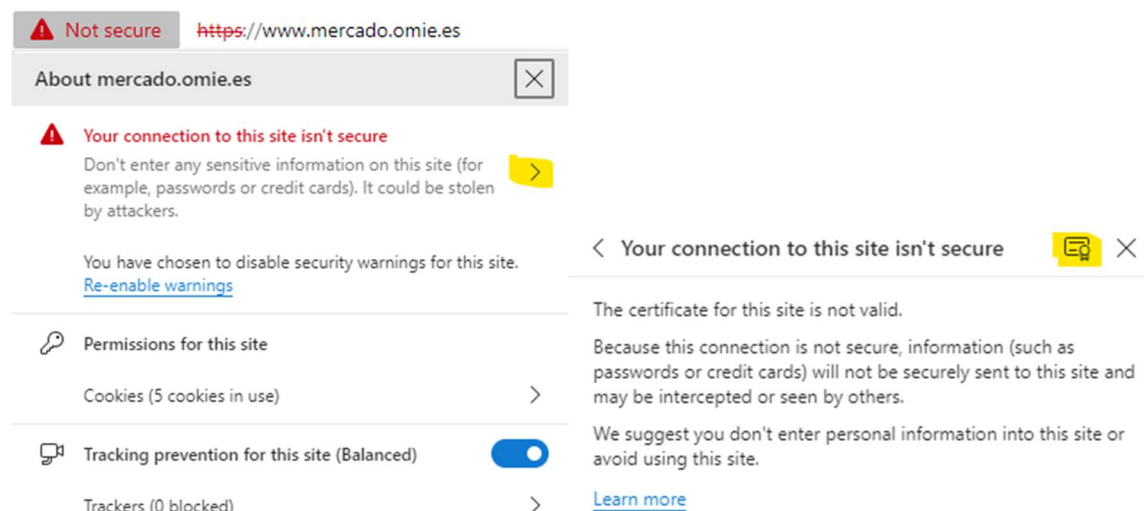 Not secure https://www.mercado.omie.es
About mercado.omie.es
Your connection to this site isn't secure
Don't enter any sensitive information on this site (for
example, passwords or credit cards). It could be stolen
by attackers.
You have chosen to disable security warnings for this site.
Re-enable warnings
Permissions for this site
Cookies (5 cookies in use)
Tracking prevention for this site (Balanced)
Trackers (0 blocked)
Your connection to this site isn't secure
The certificate for this site is not valid.
Because this connection is not secure, information (such as
passwords or credit cards) will not be securely sent to this site and
may be intercepted or seen by others.
We suggest you don't enter personal information into this site or
avoid using this site.
Learn more